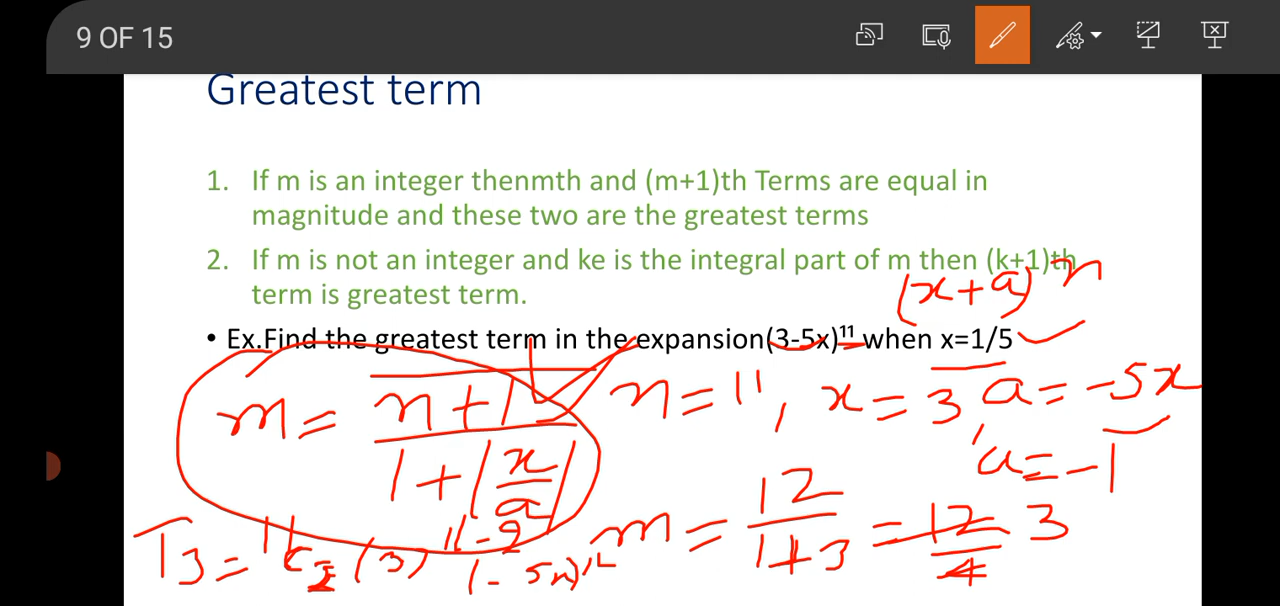 9 OF 15
Greatest term
1. If m is an integer thenmth and (m+1)th Terms are equal in
magnitude and these two are the greatest terms
2. If m is not an integer and ke is the integral part of m then (k+1)th
term is greatest term.
(x+a)ⁿ
• Ex.Find the greatest term in the expansion(3-5x)¹¹ when x=1/5
m = n+1 / 1+|x/a|
n = 11, x = 3, a = -5x
a = -1
m = 12/1+3 = 12/4 3
T₃ = ¹¹C₂ (3)¹¹⁻² (-5x)²